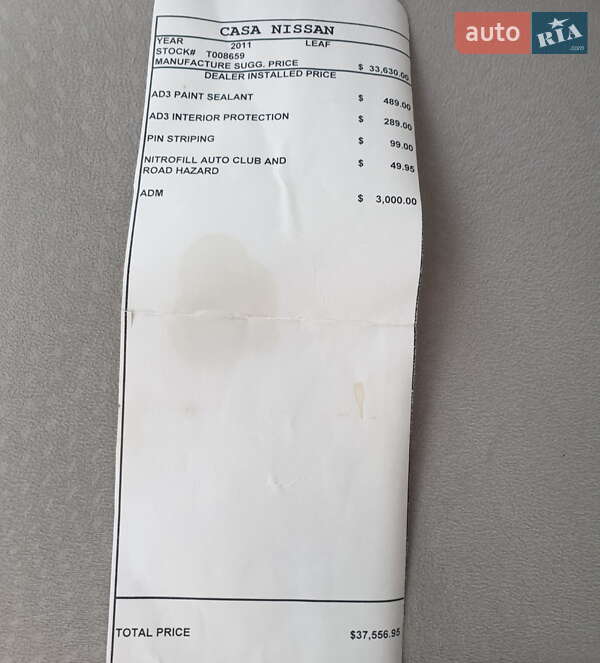 CASA NISSAN
YEAR 2011 LEAF
STOCK# T008659
MANUFACTURE SUGG. PRICE $ 33,630.00
DEALER INSTALLED PRICE
AD3 PAINT SEALANT $ 489.00
AD3 INTERIOR PROTECTION $ 289.00
PIN STRIPING $ 99.00
NITROFILL AUTO CLUB AND $ 49.95
ROAD HAZARD
ADM $ 3,000.00
TOTAL PRICE $37,556.95
auto RIA .com